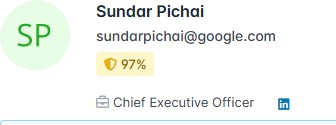 SP
Sundar Pichai
sundarpichai@google.com
97%
Chief Executive Officer
in